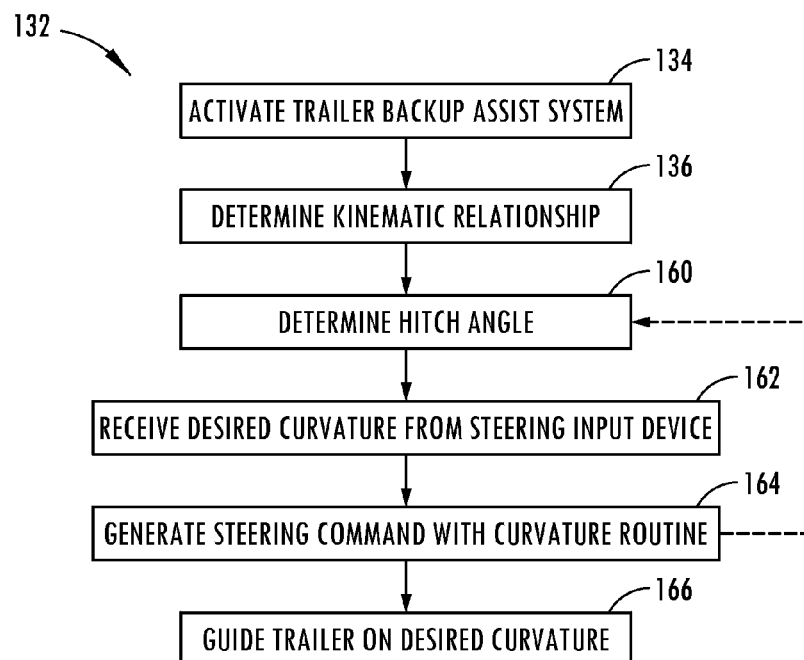 132
134
ACTIVATE TRAILER BACKUP ASSIST SYSTEM
136
DETERMINE KINEMATIC RELATIONSHIP
160
DETERMINE HITCH ANGLE
162
RECEIVE DESIRED CURVATURE FROM STEERING INPUT DEVICE
164
GENERATE STEERING COMMAND WITH CURVATURE ROUTINE
166
GUIDE TRAILER ON DESIRED CURVATURE